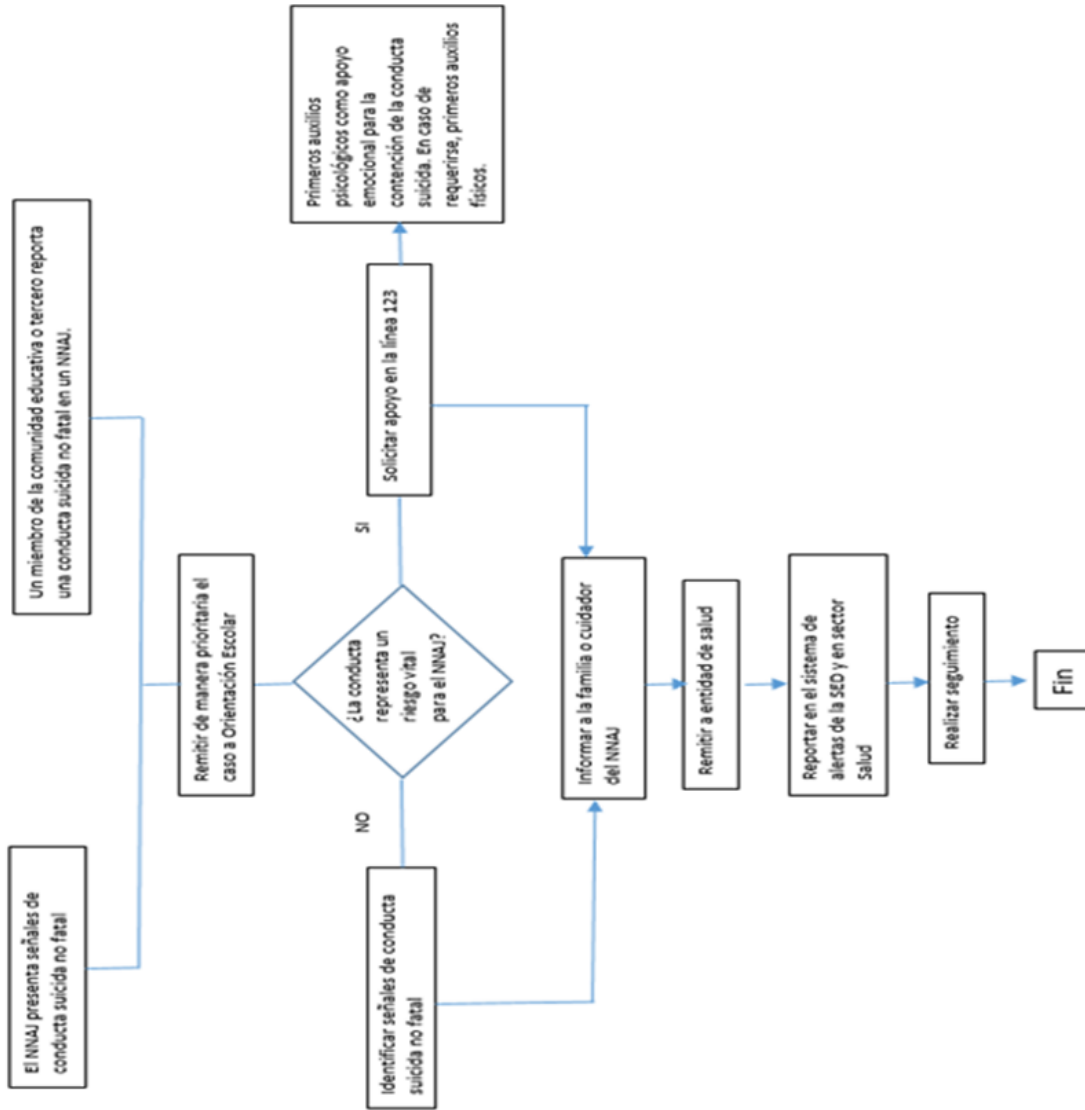 El NNAJ presenta señales de
conducta suicida no fatal
Un miembro de la comunidad educativa o tercero reporta
una conducta suicida no fatal en un NNAJ.
Remitir de manera prioritaria el
caso a Orientación Escolar
¿La conducta
representa un
riesgo vital
para el NNAJ?
NO
SI
Identificar señales de conducta
suicida no fatal
Solicitar apoyo en la línea 123
Primeros auxilios
psicológicos como apoyo
emocional para la
contención de la conducta
suicida. En caso de
requerirse, primeros auxilios
físicos.
Informar a la familia o cuidador
del NNAJ
Remitir a entidad de salud
Reportar en el sistema de
alertas de la SED y en sector
Salud
Realizar seguimiento
Fin